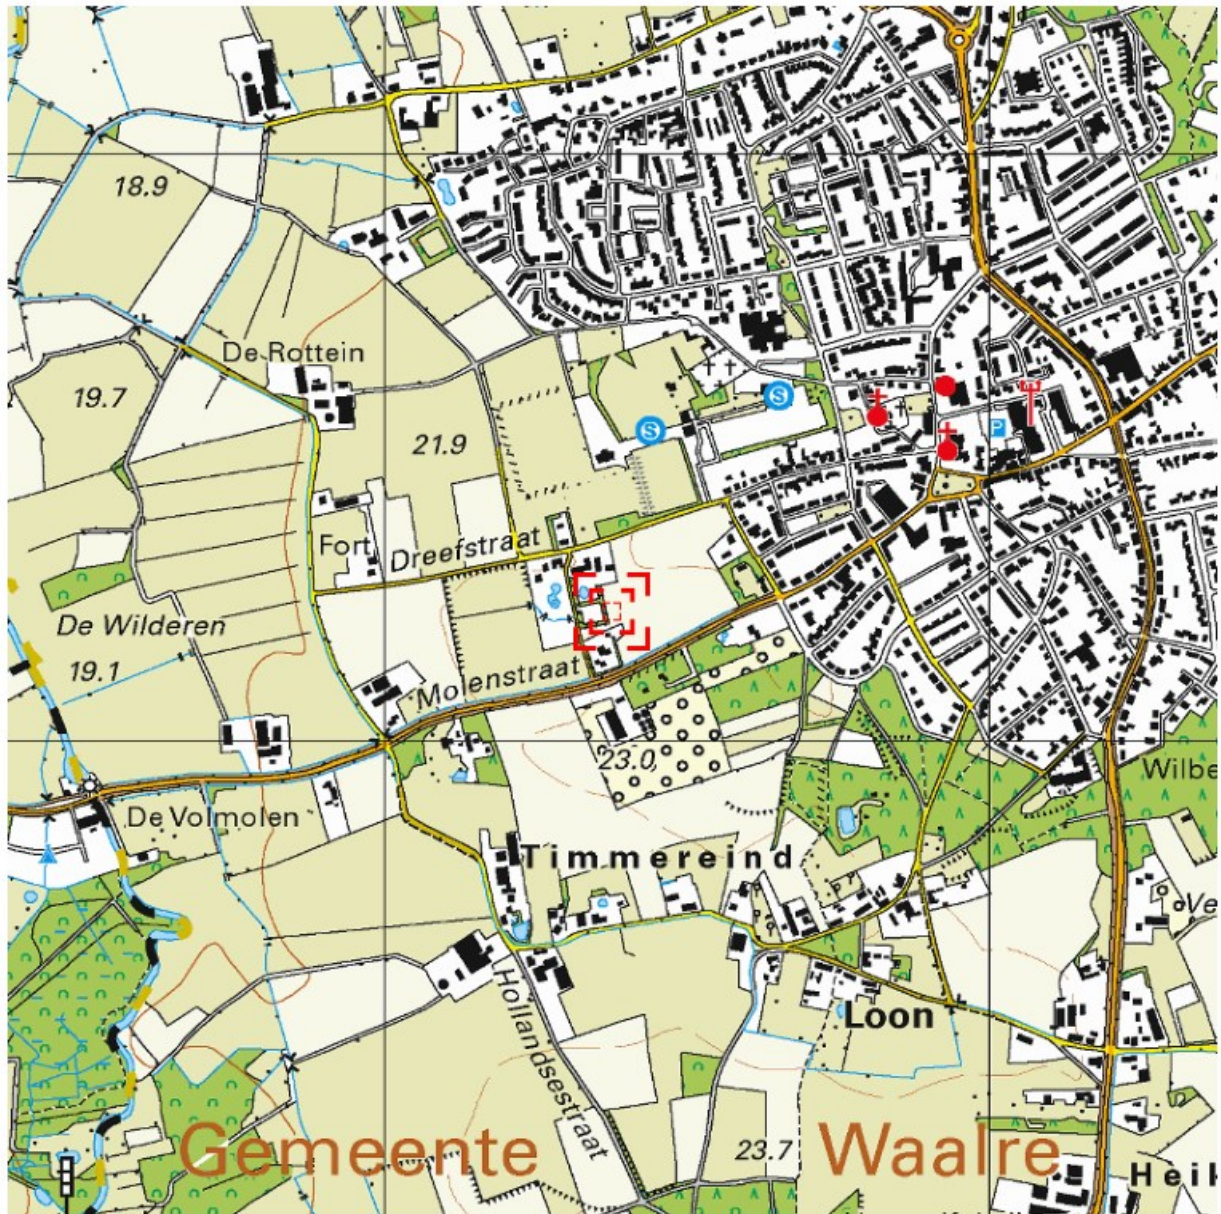 18.9
De Rottein
19.7
S
21.9
S
P
Fort
Dreefstraat
De Wilderen
19.1
Molenstraat
23.0
Wilbe
De Volmolen
Timmereind
Ve
Hollandsestraat
Loon
Gemeente Waalre
23.7
Heik